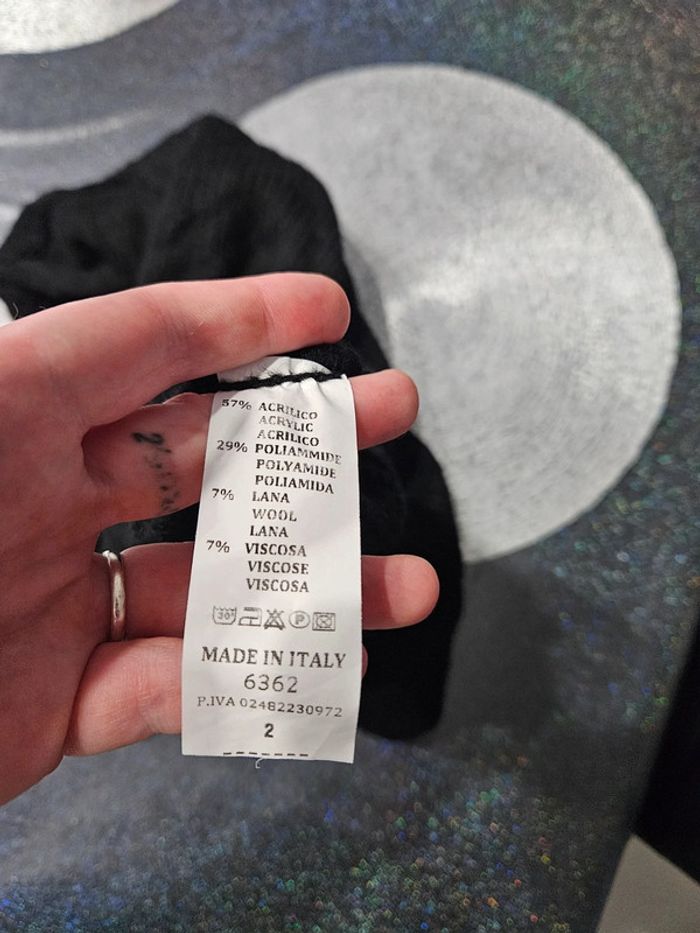 57% ACRILICO
ACRYLIC
ACRILICO
29% POLIAMMIDE
POLYAMIDE
POLIAMIDA
7% LANA
WOOL
LANA
7% VISCOSA
VISCOSE
VISCOSA
30° P
MADE IN ITALY
6362
P.IVA 02482230972
2